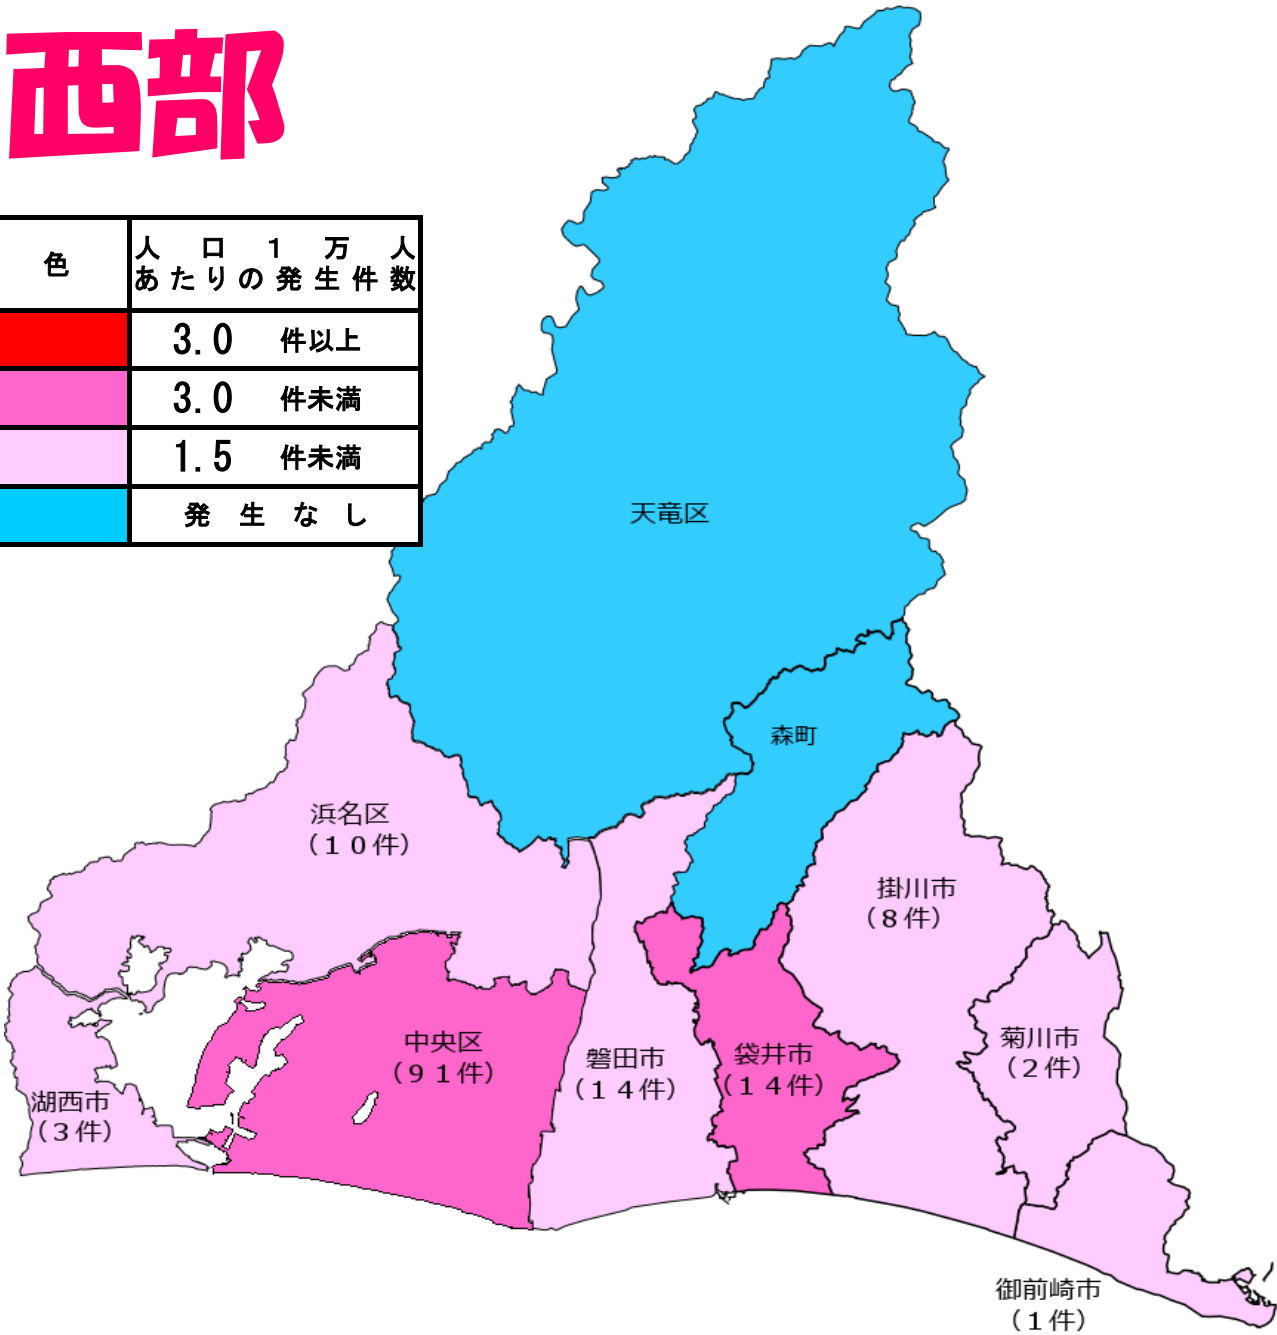 西部
色
人口1万人
あたりの発生件数
3.0 件以上
3.0 件未満
1.5 件未満
発生なし
天竜区
森町
浜名区
（１０件）
掛川市
（８件）
中央区
（９１件）
磐田市
（１４件）
袋井市
（１４件）
菊川市
（２件）
湖西市
（３件）
御前崎市
（１件）